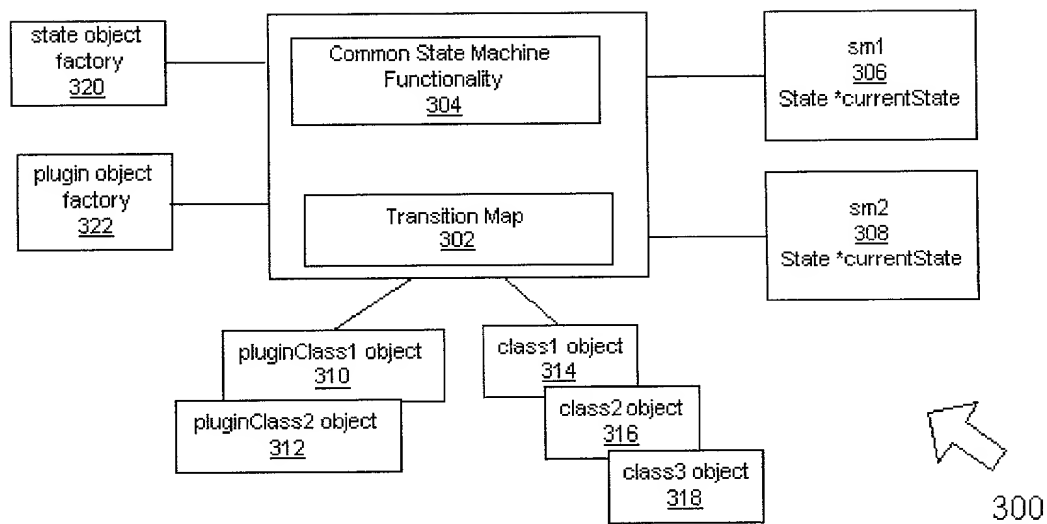 state object
factory
320
Common State Machine
Functionality
304
sm1
306
State *currentState
plugin object
factory
322
Transition Map
302
sm2
308
State *currentState
pluginClass1 object
310
class1 object
314
pluginClass2 object
312
class2 object
316
class3 object
318
300